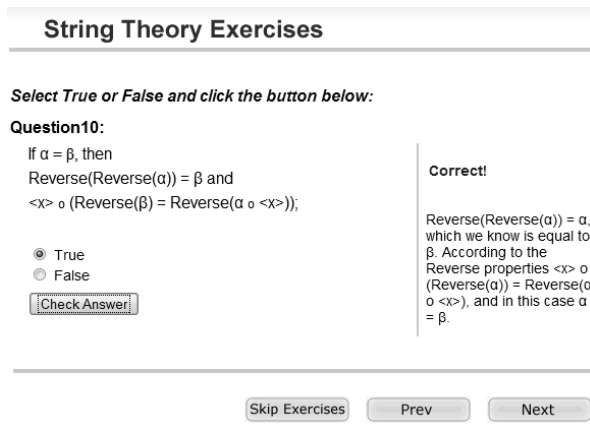 String Theory Exercises
Select True or False and click the button below:
Question10:
If α = β, then
Reverse(Reverse(α)) = β and
<x> o (Reverse(β) = Reverse(α o <x>));
True
False
Check Answer
Correct!
Reverse(Reverse(α)) = α,
which we know is equal to
β. According to the
Reverse properties <x> o
(Reverse(α)) = Reverse(α
o <x>), and in this case α
= β.
Skip Exercises
Prev
Next